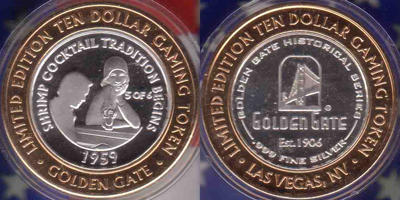 LIMITED EDITION TEN DOLLAR GAMING TOKEN
SHRIMP COCKTAIL TRADITION BEGINS
5 OF 6
1959
• GOLDEN GATE •
LIMITED EDITION TEN DOLLAR GAMING TOKEN
GOLDEN GATE HISTORICAL SERIES
GOLDEN GATE
Est. 1906
.999 FINE SILVER
• LAS VEGAS, NV •